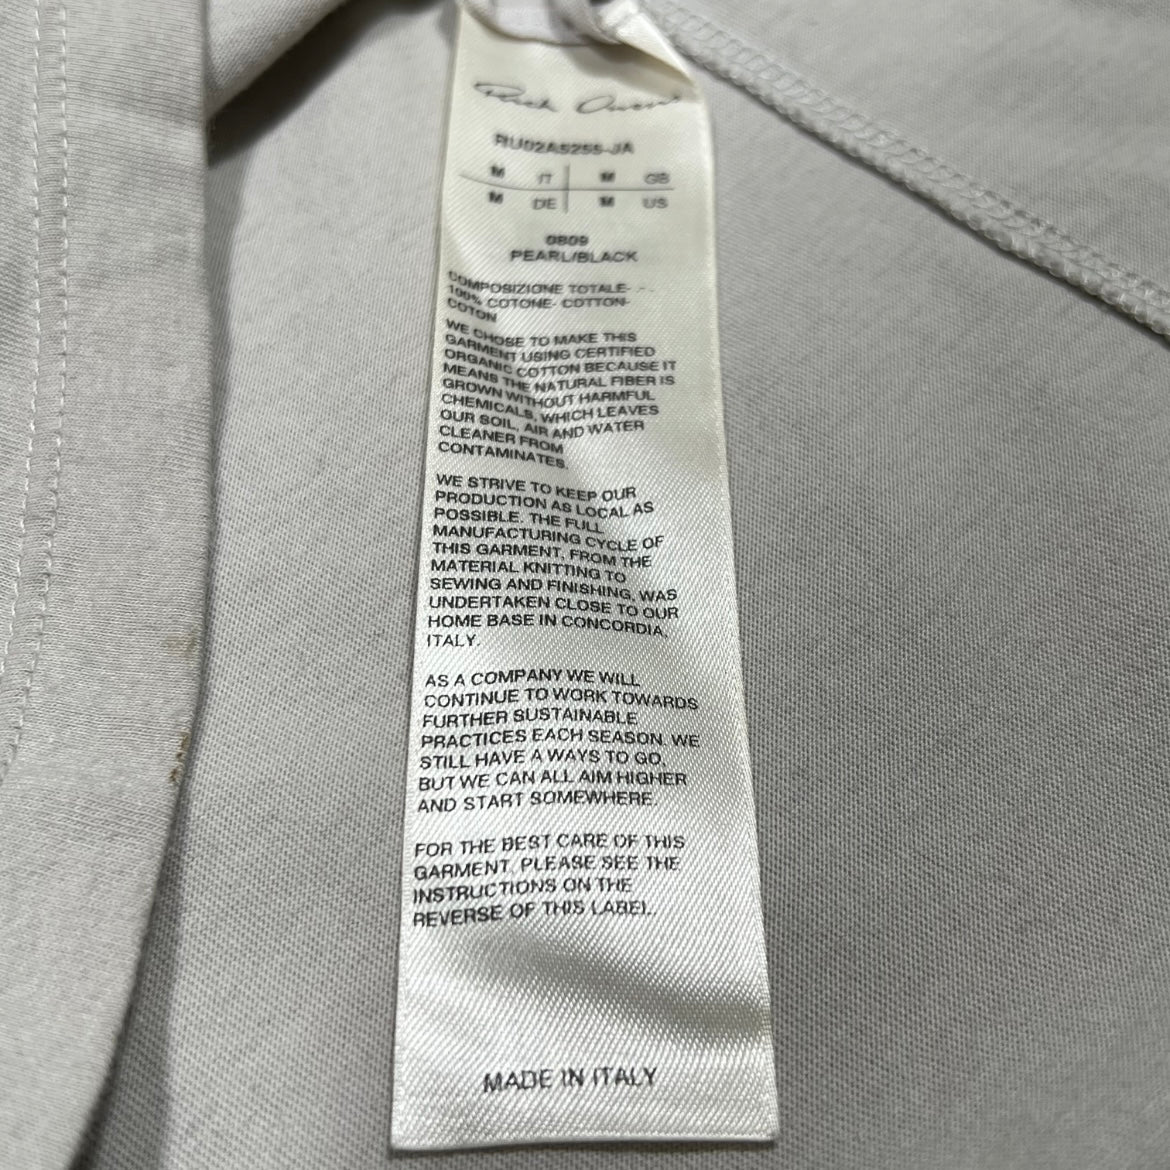 Rick Owens
RU02A5255-JA
M IT M GB
M DE M US
0809
PEARL/BLACK
COMPOSIZIONE TOTALE- - -
100% COTONE- COTTON-
COTON
WE CHOSE TO MAKE THIS
GARMENT USING CERTIFIED
ORGANIC COTTON BECAUSE IT
MEANS THE NATURAL FIBER IS
GROWN WITHOUT HARMFUL
CHEMICALS, WHICH LEAVES
OUR SOIL, AIR AND WATER
CLEANER FROM
CONTAMINATES.
WE STRIVE TO KEEP OUR
PRODUCTION AS LOCAL AS
POSSIBLE. THE FULL
MANUFACTURING CYCLE OF
THIS GARMENT, FROM THE
MATERIAL KNITTING TO
SEWING AND FINISHING, WAS
UNDERTAKEN CLOSE TO OUR
HOME BASE IN CONCORDIA,
ITALY.
AS A COMPANY WE WILL
CONTINUE TO WORK TOWARDS
FURTHER SUSTAINABLE
PRACTICES EACH SEASON. WE
STILL HAVE A WAYS TO GO,
BUT WE CAN ALL AIM HIGHER
AND START SOMEWHERE.
FOR THE BEST CARE OF THIS
GARMENT, PLEASE SEE THE
INSTRUCTIONS ON THE
REVERSE OF THIS LABEL.
MADE IN ITALY